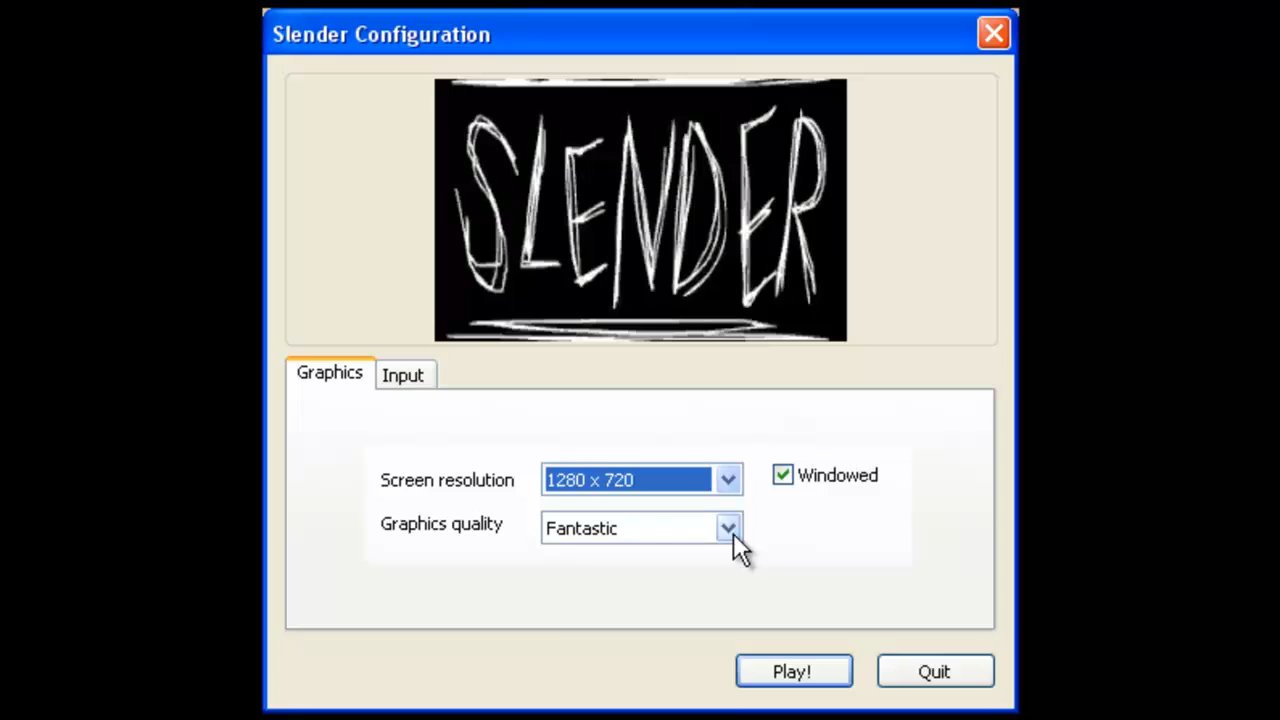 Slender Configuration
SLENDER
Graphics Input
Screen resolution 1280 x 720 Windowed
Graphics quality Fantastic
Play! Quit